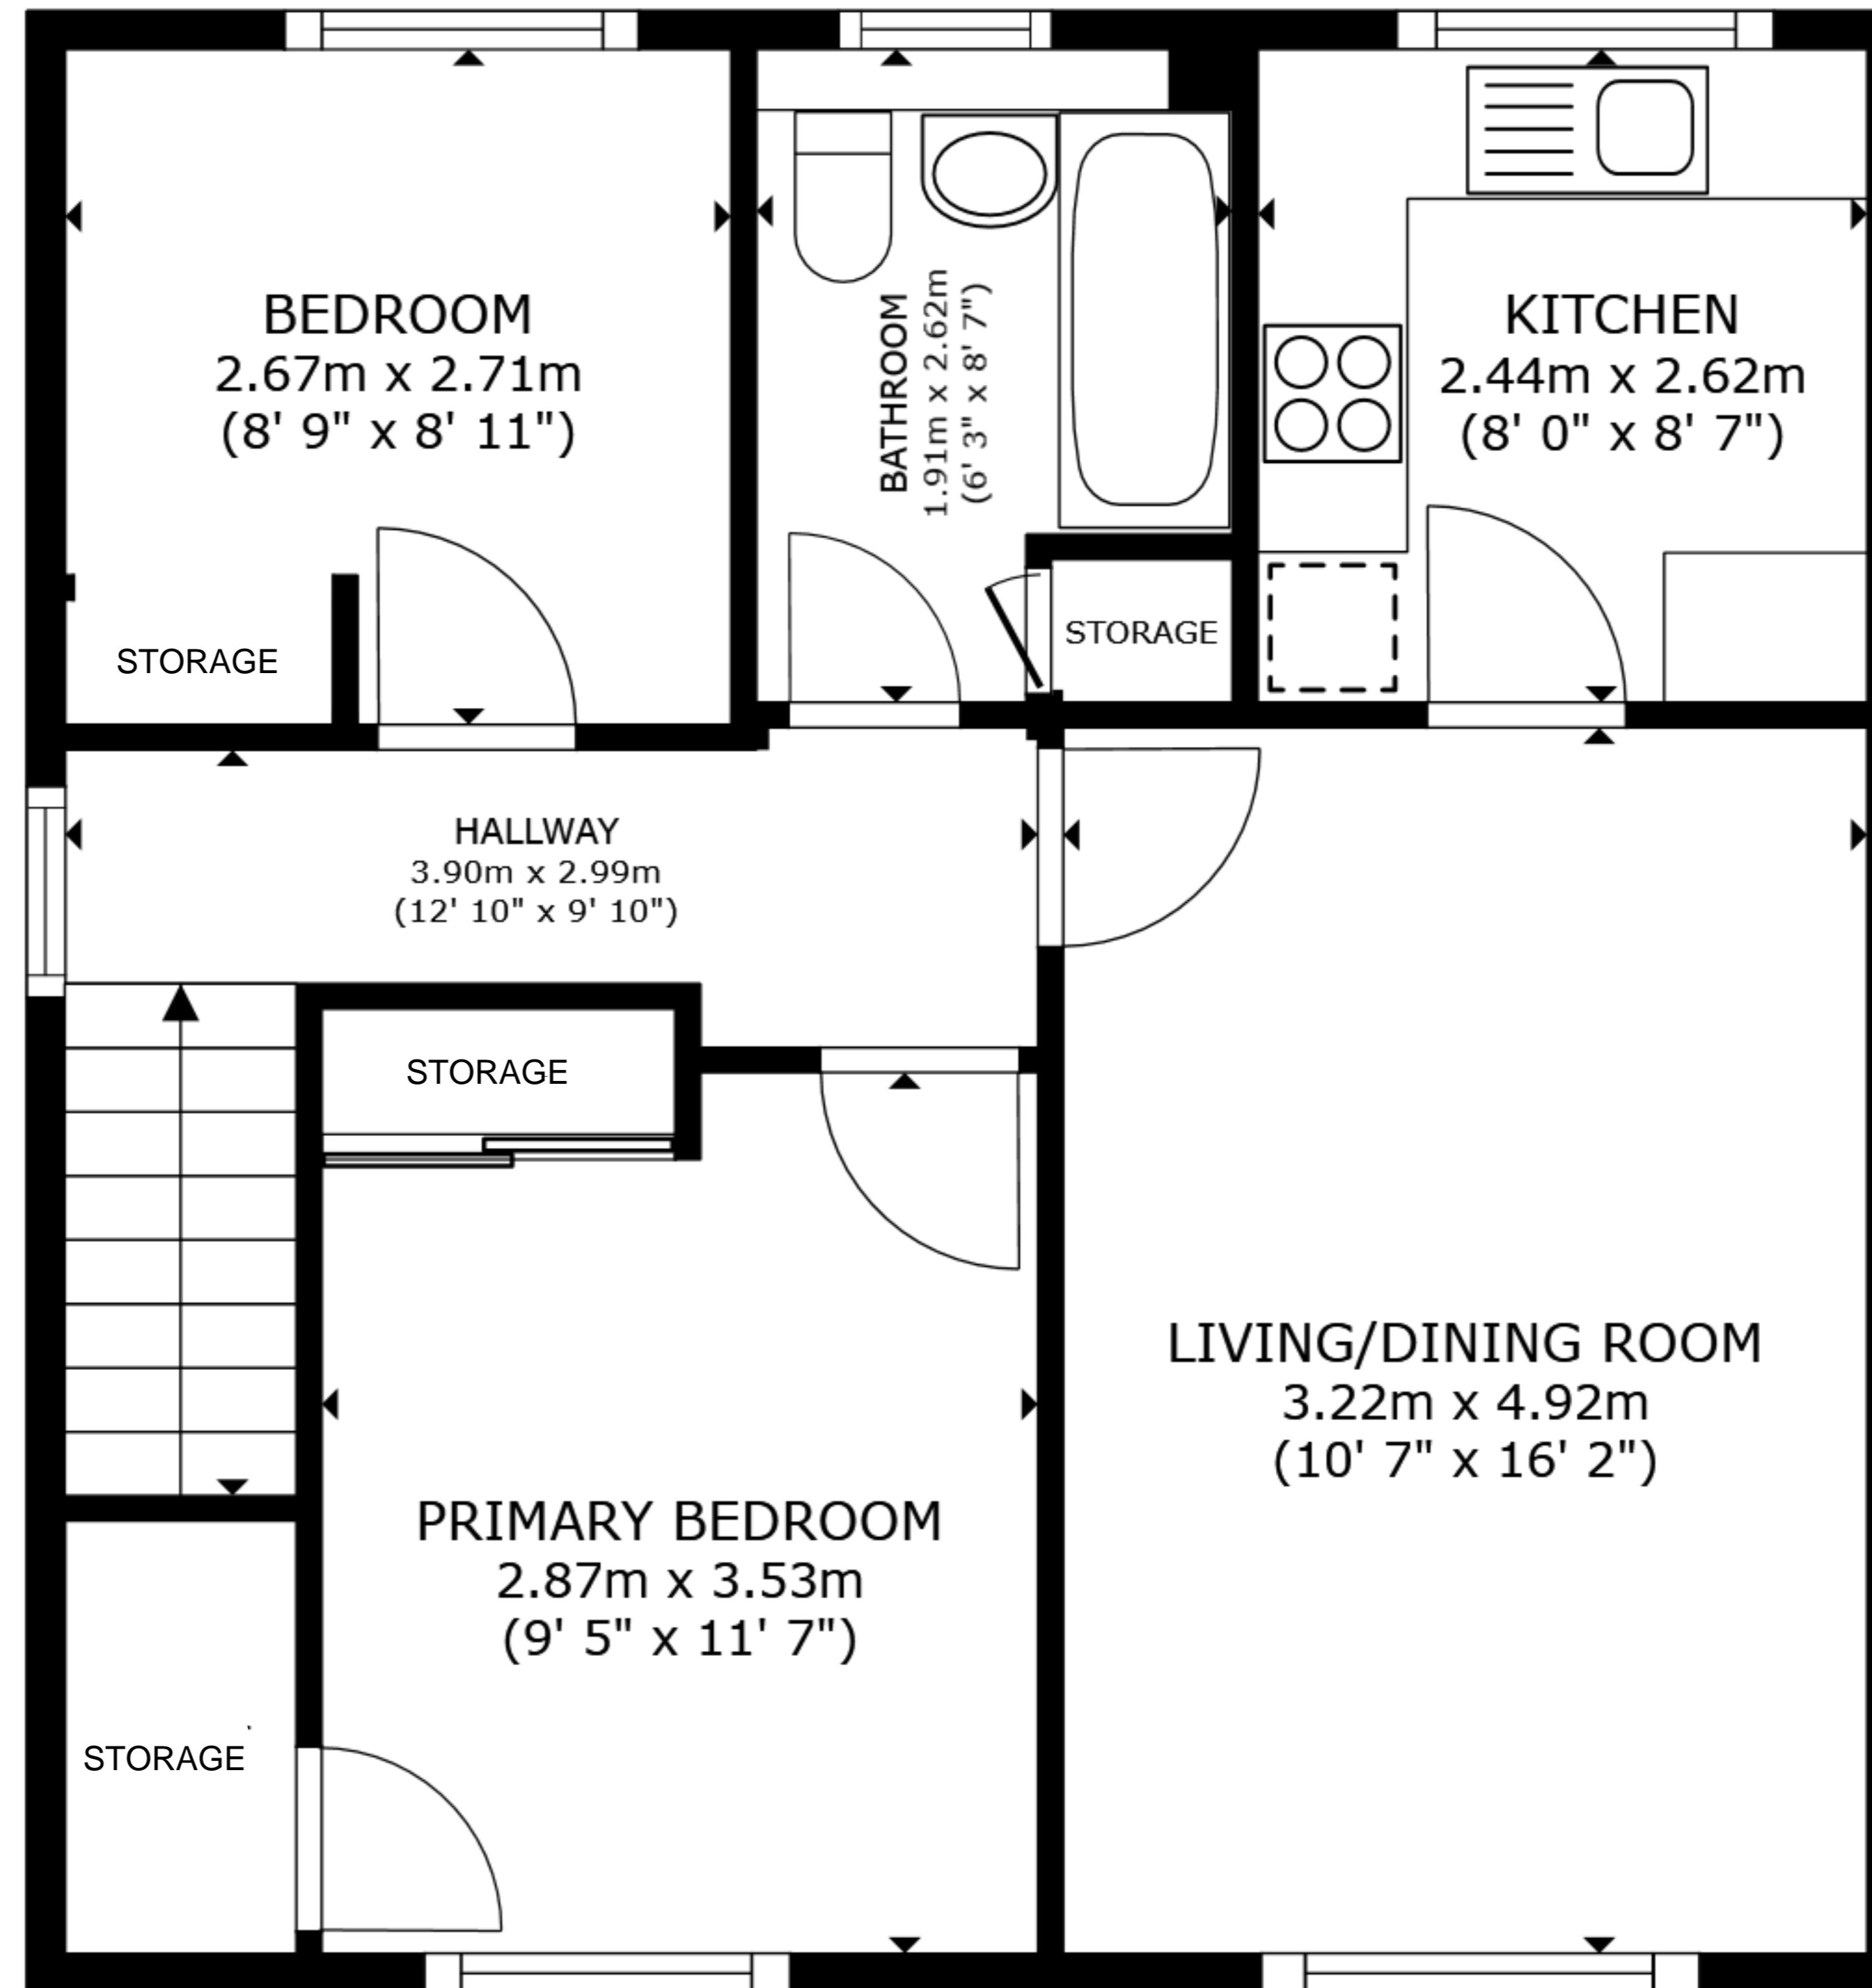 BEDROOM
2.67m x 2.71m
(8' 9" x 8' 11")
STORAGE
BATHROOM
1.91m x 2.62m
(6' 3" x 8' 7")
STORAGE
KITCHEN
2.44m x 2.62m
(8' 0" x 8' 7")
HALLWAY
3.90m x 2.99m
(12' 10" x 9' 10")
STORAGE
LIVING/DINING ROOM
3.22m x 4.92m
(10' 7" x 16' 2")
PRIMARY BEDROOM
2.87m x 3.53m
(9' 5" x 11' 7")
STORAGE